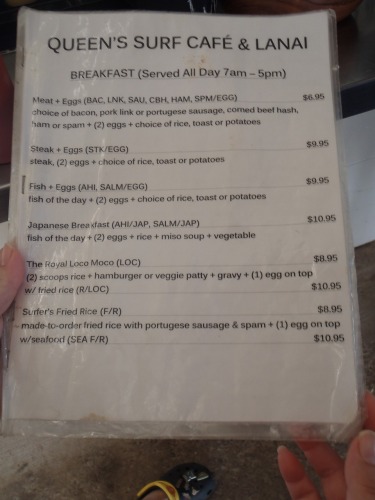 QUEEN'S SURF CAFÉ & LANAI
BREAKFAST (Served All Day 7am – 5pm)
Meat + Eggs (BAC, LNK, SAU, CBH, HAM, SPM/EGG) $6.95
choice of bacon, pork link or portugese sausage, corned beef hash,
ham or spam + (2) eggs + choice of rice, toast or potatoes
Steak + Eggs (STK/EGG) $9.95
steak, (2) eggs + choice of rice, toast or potatoes
Fish + Eggs (AHI, SALM/EGG) $9.95
fish of the day + (2) eggs + choice of rice, toast or potatoes
Japanese Breakfast (AHI/JAP, SALM/JAP) $10.95
fish of the day + (2) eggs + rice + miso soup + vegetable
The Royal Loco Moco (LOC) $8.95
(2) scoops rice + hamburger or veggie patty + gravy + (1) egg on top
w/ fried rice (R/LOC) $10.95
Surfer's Fried Rice (F/R) $8.95
made-to-order fried rice with portugese sausage & spam + (1) egg on top
w/seafood (SEA F/R) $10.95